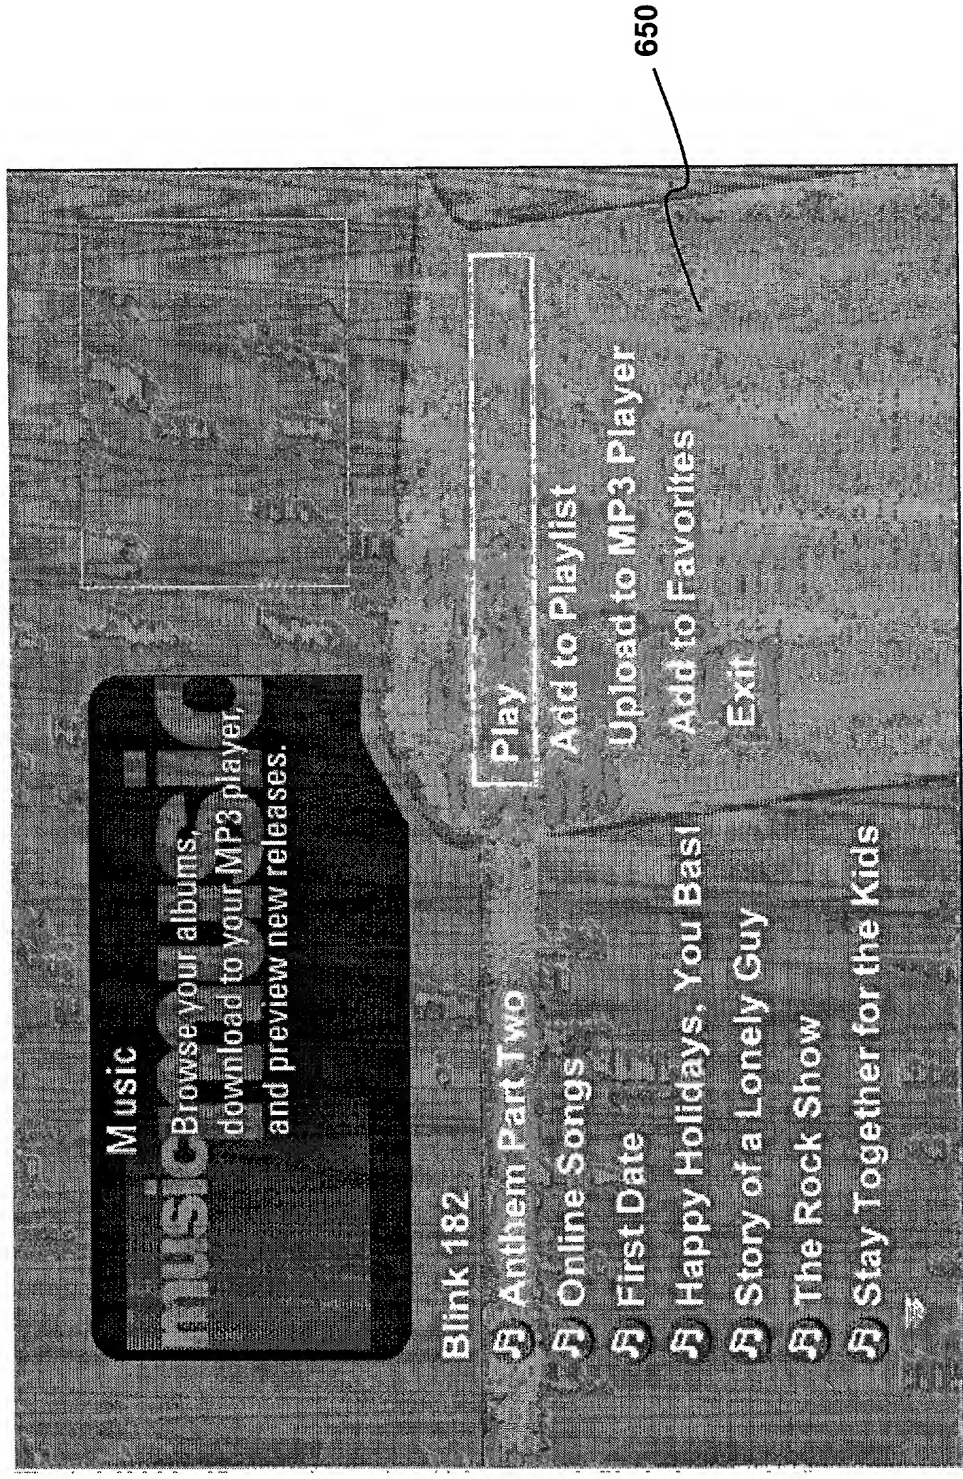 Music
music
music
Browse your albums,
download to your MP3 player,
and preview new releases.
Blink 182
Anthem Part Two
Online Songs
First Date
Happy Holidays, You Bast
Story of a Lonely Guy
The Rock Show
Stay Together for the Kids
Play
Add to Playlist
Upload to MP3 Player
Add to Favorites
Exit
650